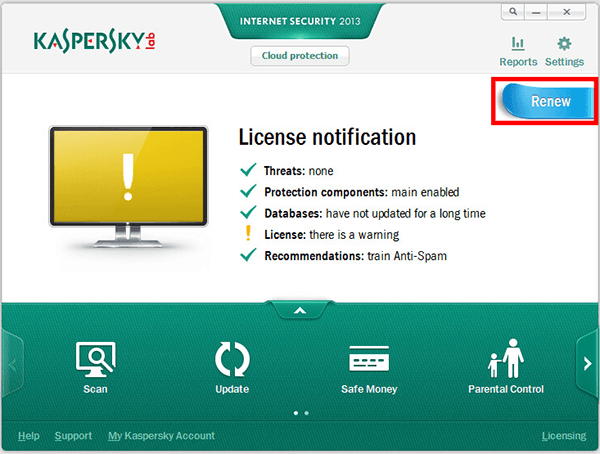 INTERNET SECURITY 2013
KASPERSKY lab
Cloud protection
Reports
Settings
Renew
License notification
Threats: none
Protection components: main enabled
Databases: have not updated for a long time
License: there is a warning
Recommendations: train Anti-Spam
Scan
Update
Safe Money
Parental Control
Help
Support
My Kaspersky Account
Licensing